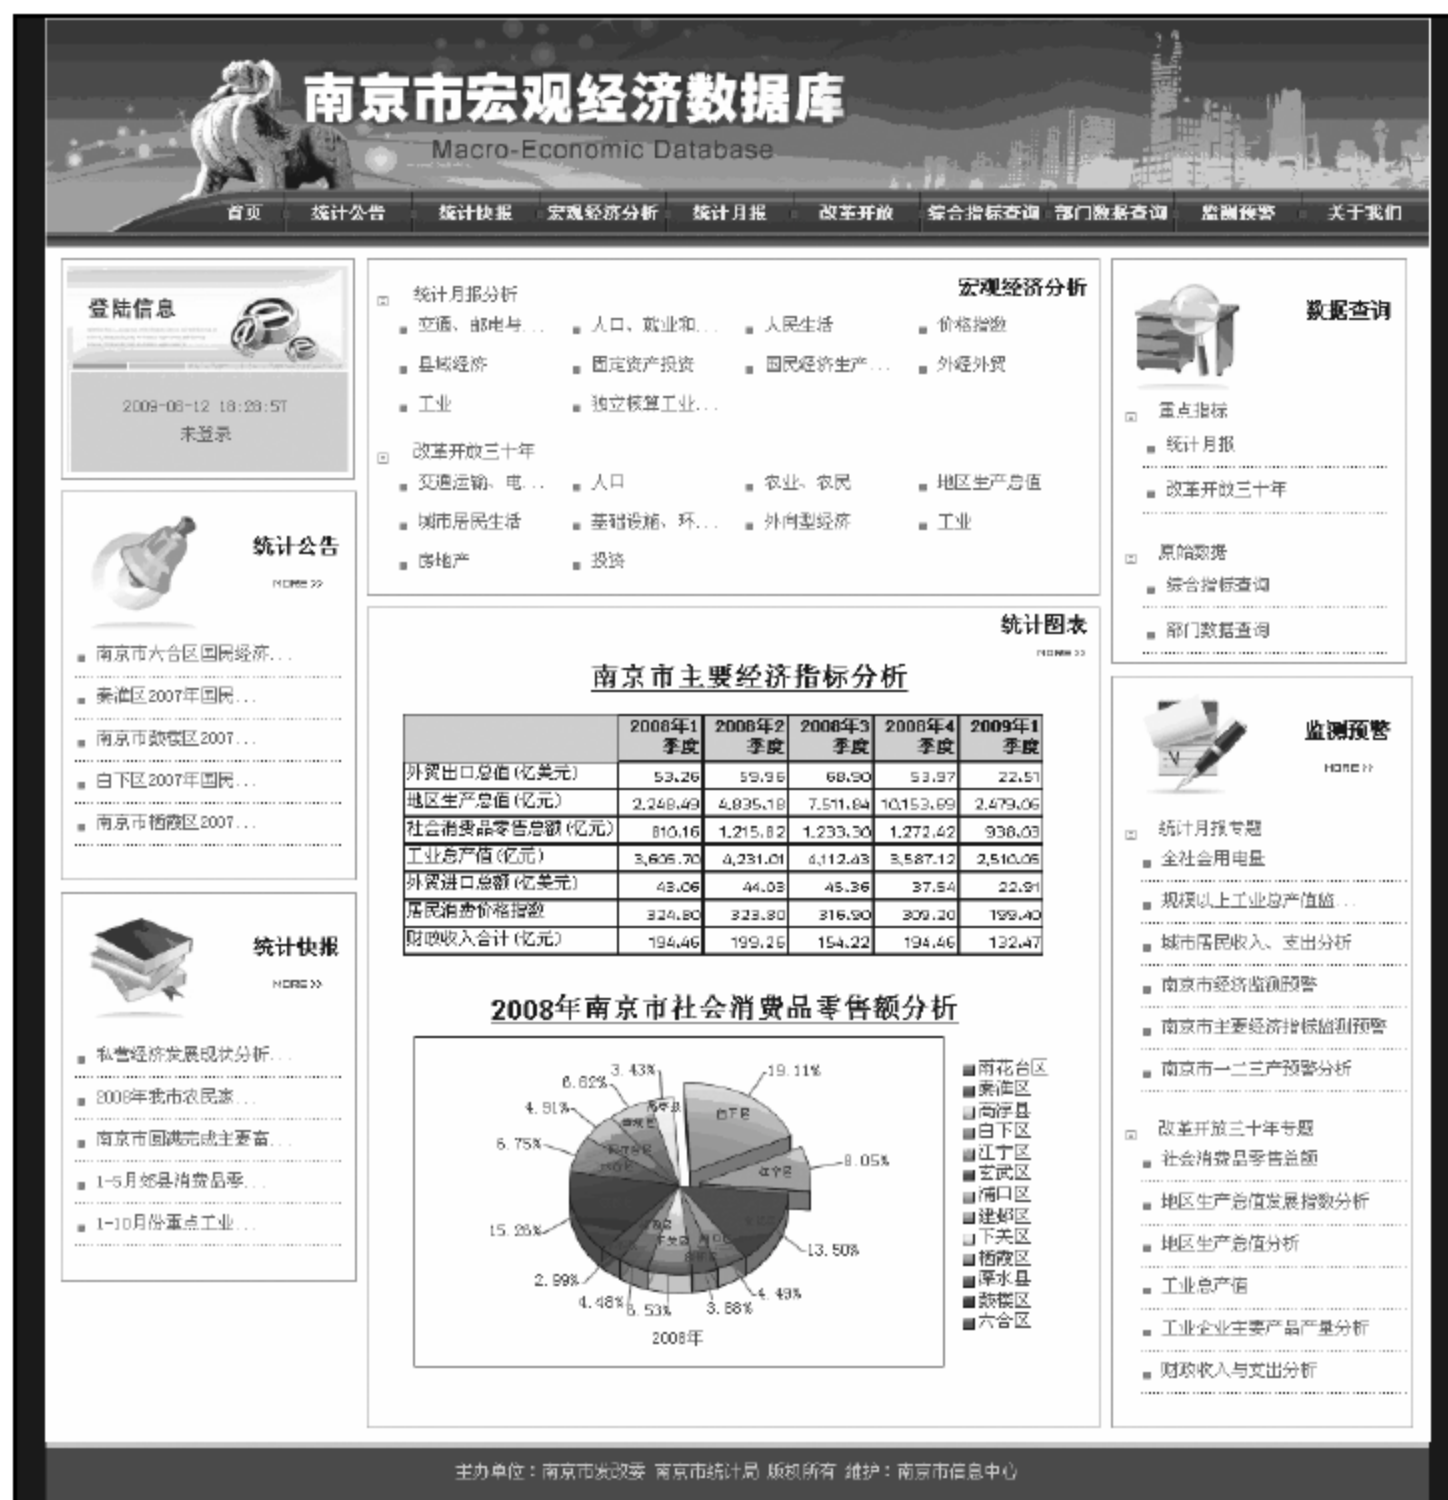 南京市宏观经济数据库
Macro-Economic Database
首页 统计公告 统计快报 宏观经济分析 统计月报 改革开放 综合指标查询 部门数据查询 监测预警 关于我们
登陆信息
未登录
统计公告
MORE >>
南京市六合区国民经济...
秦淮区2007年国民...
南京市鼓楼区2007...
白下区2007年国民...
南京市栖霞区2007...
统计快报
MORE >>
私营经济发展现状分析...
2008年我市农民家...
南京市圆满完成主要畜...
1-5月郊县消费品零...
1-10月份重点工业...
宏观经济分析
统计月报分析
交通、邮电与... 人口、就业和... 人民生活 价格指数
县域经济 固定资产投资 国民经济生产... 外经外贸
工业 独立核算工业...
改革开放三十年
交通运输、电... 人口 农业、农民 地区生产总值
城市居民生活 基础设施、环... 外向型经济 工业
房地产 投资
统计图表
MORE >>
南京市主要经济指标分析
2008年1季度 2008年2季度 2008年3季度 2008年4季度 2009年1季度
外贸出口总值(亿美元) 53.26 59.96 68.90 53.97 22.51
地区生产总值(亿元) 2,248.49 4,835.18 7,511.84 10,153.69 2,479.06
社会消费品零售总额(亿元) 810.16 1,215.82 1,233.30 1,272.42 938.03
工业总产值(亿元) 3,605.70 4,231.01 4,112.43 3,587.12 2,510.05
外贸进口总额(亿美元) 43.06 44.03 45.36 37.54 22.91
居民消费价格指数 324.80 323.80 316.90 309.20 199.40
财政收入合计(亿元) 194.46 199.26 154.22 194.46 132.47
2008年南京市社会消费品零售额分析
3.43%
19.11%
6.62%
4.91%
6.75%
8.05%
15.26%
13.50%
2.99%
4.48%
4.49%
3.88%
白下区
江宁区
2008年
雨花台区
秦淮区
高淳县
白下区
江宁区
玄武区
浦口区
建邺区
下关区
栖霞区
溧水县
鼓楼区
六合区
数据查询
重点指标
统计月报
改革开放三十年
原始数据
综合指标查询
部门数据查询
监测预警
MORE >>
统计月报专题
全社会用电量
规模以上工业总产值监...
城市居民收入、支出分析
南京市经济监测预警
南京市主要经济指标监测预警
南京市一二三产预警分析
改革开放三十年专题
社会消费品零售总额
地区生产总值发展指数分析
地区生产总值分析
工业总产值
工业企业主要产品产量分析
财政收入与支出分析
主办单位：南京市发改委 南京市统计局 版权所有 维护：南京市信息中心